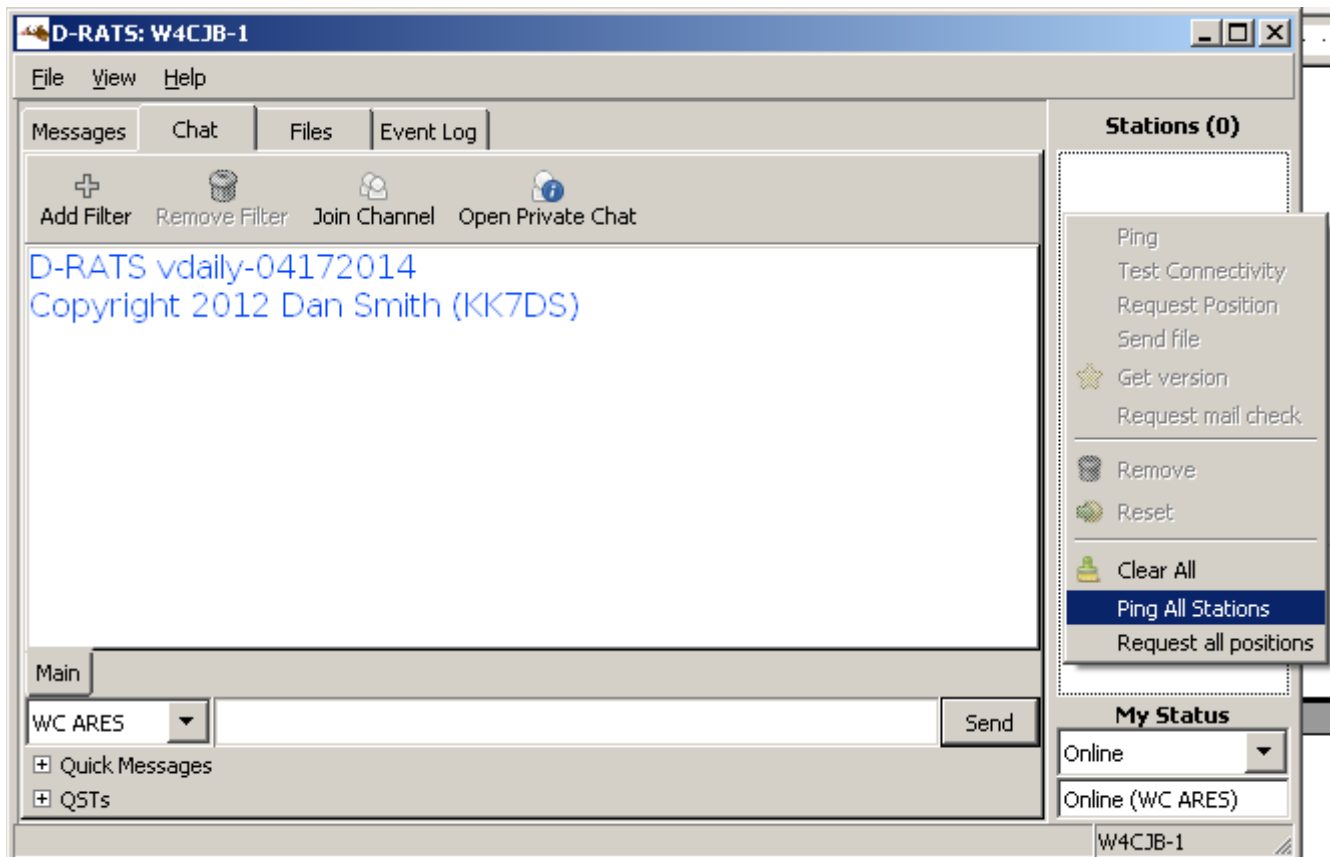 D-RATS: W4CJB-1
File View Help
Messages Chat Files Event Log
Stations (0)
Add Filter Remove Filter Join Channel Open Private Chat
D-RATS vdaily-04172014
Copyright 2012 Dan Smith (KK7DS)
Ping
Test Connectivity
Request Position
Send file
Get version
Request mail check
Remove
Reset
Clear All
Ping All Stations
Request all positions
Main
WC ARES Send
Quick Messages
QSTs
My Status
Online
Online (WC ARES)
W4CJB-1